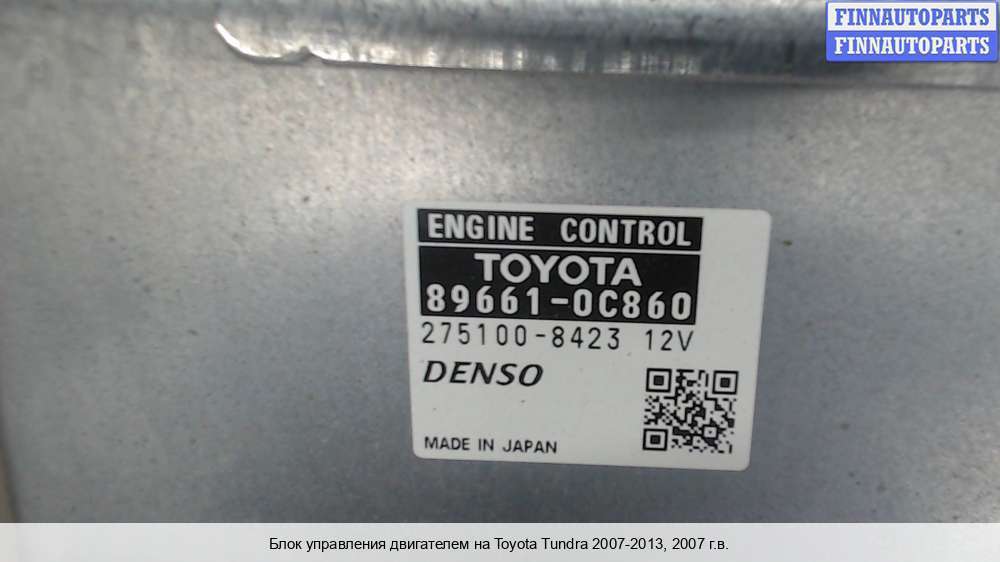 FINNAUTOPARTS
FINNAUTOPARTS
ENGINE CONTROL
TOYOTA
89661-0C860
275100-8423 12V
DENSO
MADE IN JAPAN
Блок управления двигателем на Toyota Tundra 2007-2013, 2007 г.в.